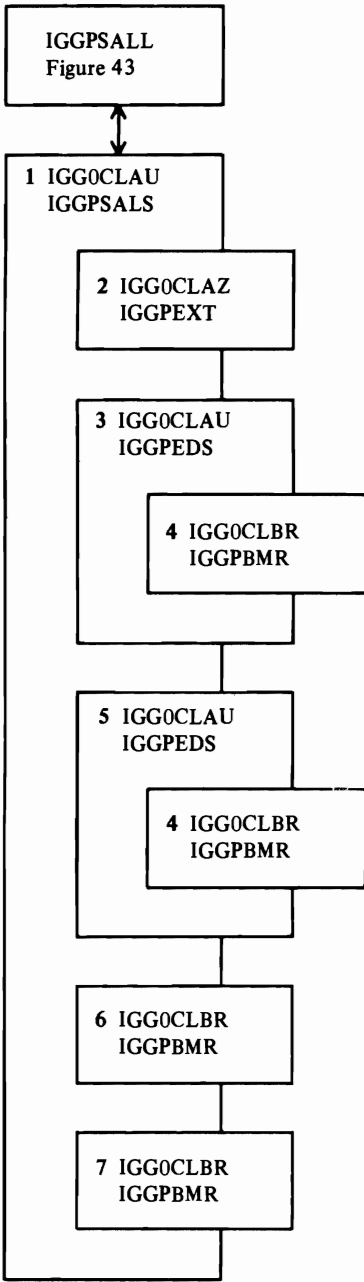 IGGPSALL
Figure 43
1 IGG0CLAU
IGGPSALS
2 IGG0CLAZ
IGGPEXT
3 IGG0CLAU
IGGPEDS
4 IGG0CLBR
IGGPBMR
5 IGG0CLAU
IGGPEDS
4 IGG0CLBR
IGGPBMR
6 IGG0CLBR
IGGPBMR
7 IGG0CLBR
IGGPBMR